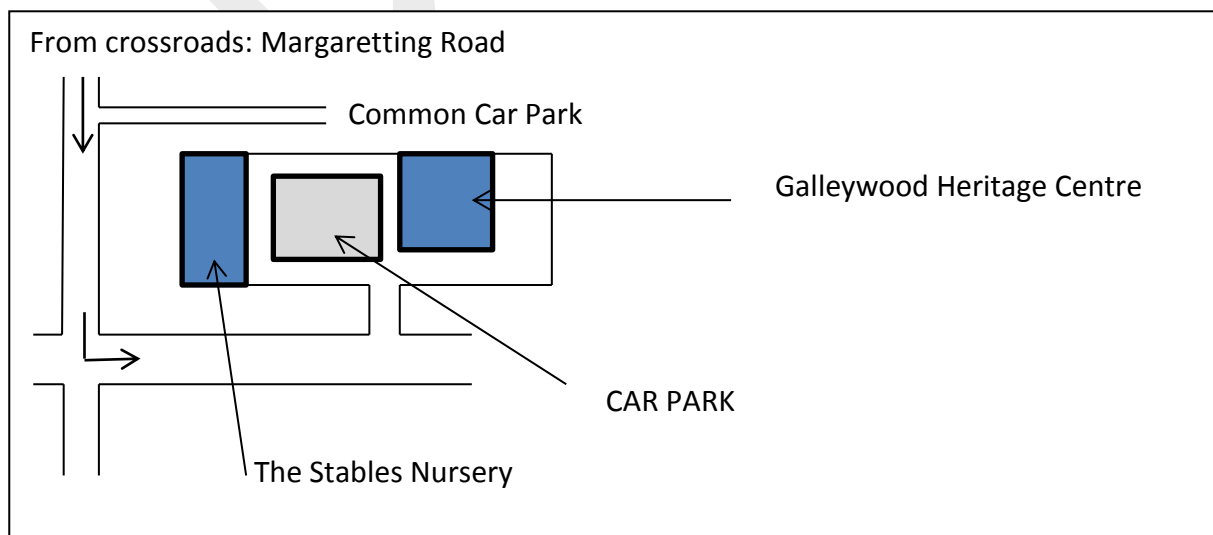 From crossroads: Margaretting Road
Common Car Park
Galleywood Heritage Centre
CAR PARK
The Stables Nursery